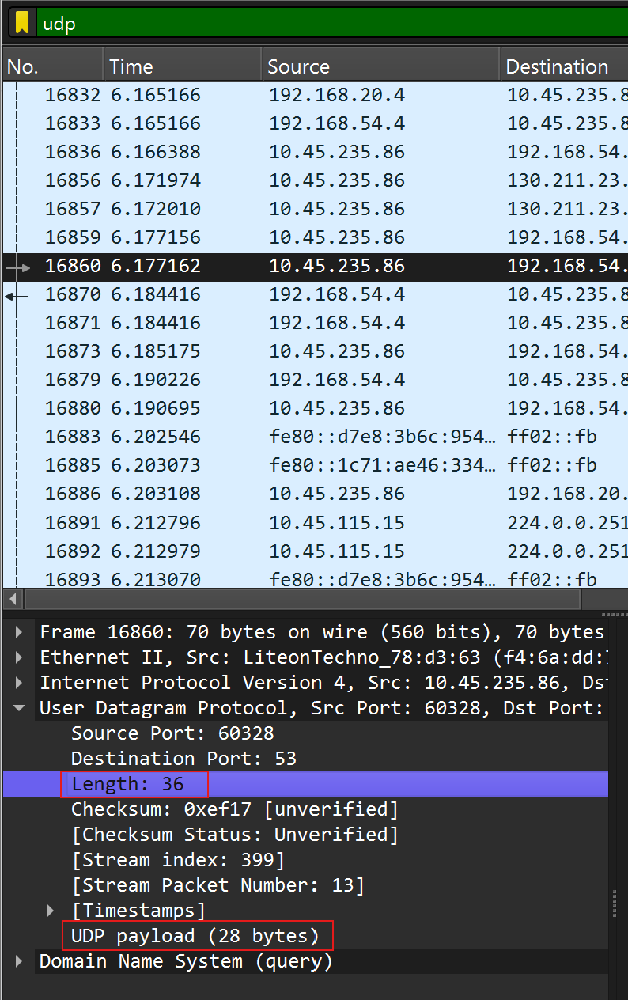 udp
No. Time Source Destination
16832 6.165166 192.168.20.4 10.45.235.8
16833 6.165166 192.168.54.4 10.45.235.8
16836 6.166388 10.45.235.86 192.168.54.
16856 6.171974 10.45.235.86 130.211.23.
16857 6.172010 10.45.235.86 130.211.23.
16859 6.177156 10.45.235.86 192.168.54.
16860 6.177162 10.45.235.86 192.168.54.
16870 6.184416 192.168.54.4 10.45.235.8
16871 6.184416 192.168.54.4 10.45.235.8
16873 6.185175 10.45.235.86 192.168.54.
16879 6.190226 192.168.54.4 10.45.235.8
16880 6.190695 10.45.235.86 192.168.54.
16883 6.202546 fe80::d7e8:3b6c:954… ff02::fb
16885 6.203073 fe80::1c71:ae46:334… ff02::fb
16886 6.203108 10.45.235.86 192.168.20.
16891 6.212796 10.45.115.15 224.0.0.251
16892 6.212979 10.45.115.15 224.0.0.251
16893 6.213070 fe80::d7e8:3b6c:954… ff02::fb
Frame 16860: 70 bytes on wire (560 bits), 70 bytes
Ethernet II, Src: LiteonTechno_78:d3:63 (f4:6a:dd:7
Internet Protocol Version 4, Src: 10.45.235.86, Dst
User Datagram Protocol, Src Port: 60328, Dst Port:
Source Port: 60328
Destination Port: 53
Length: 36
Checksum: 0xef17 [unverified]
[Checksum Status: Unverified]
[Stream index: 399]
[Stream Packet Number: 13]
[Timestamps]
UDP payload (28 bytes)
Domain Name System (query)